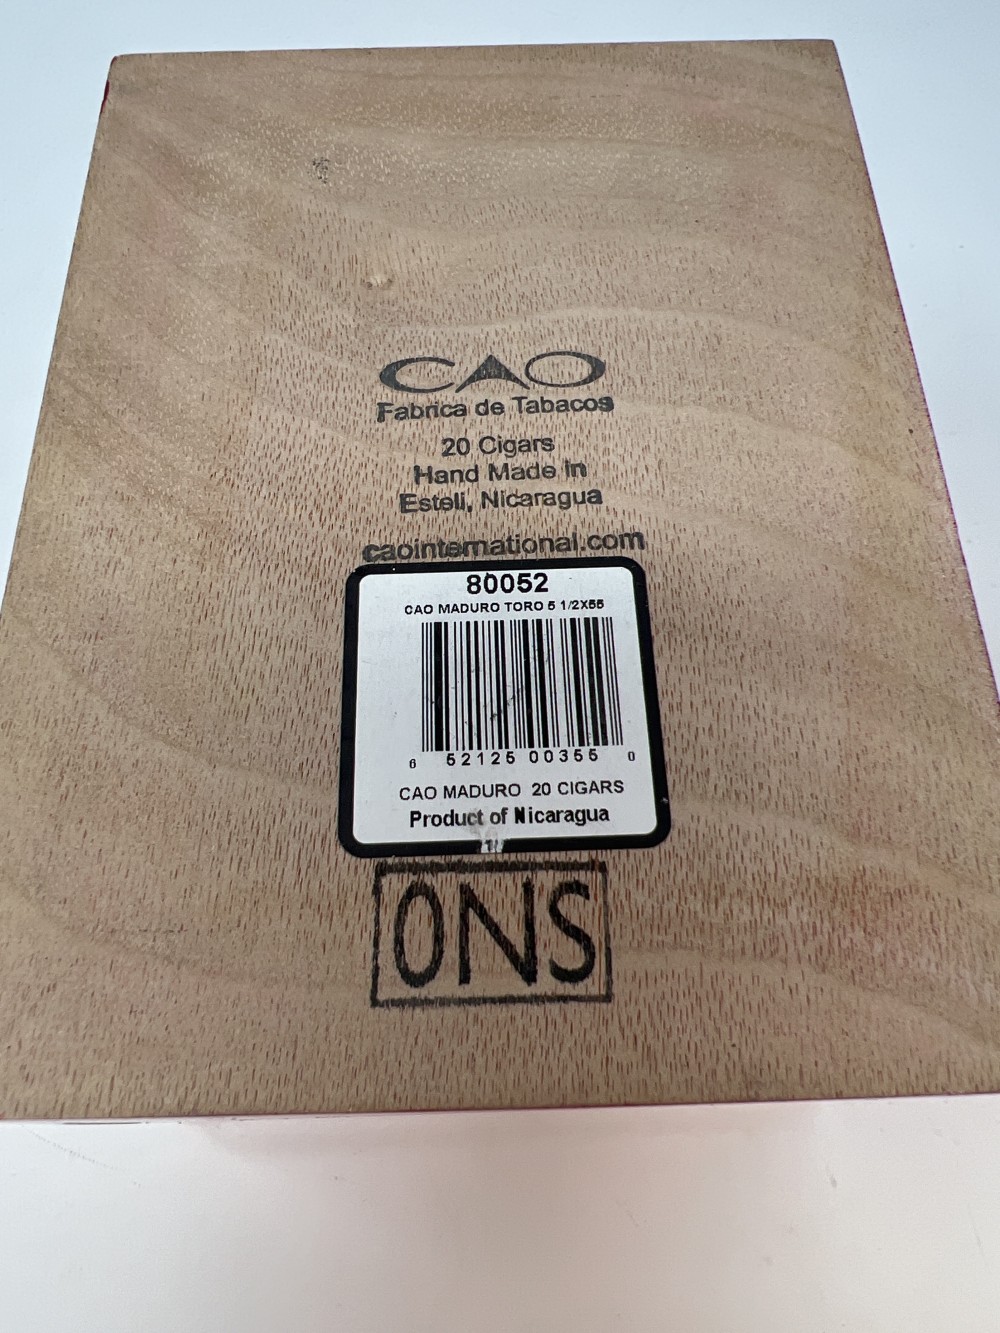 CAO
Fabrica de Tabacos
20 Cigars
Hand Made in
Esteli, Nicaragua
caointernational.com
80052
CAO MADURO TORO 5 1/2X55
6 52125 00355 0
CAO MADURO 20 CIGARS
Product of Nicaragua
ONS